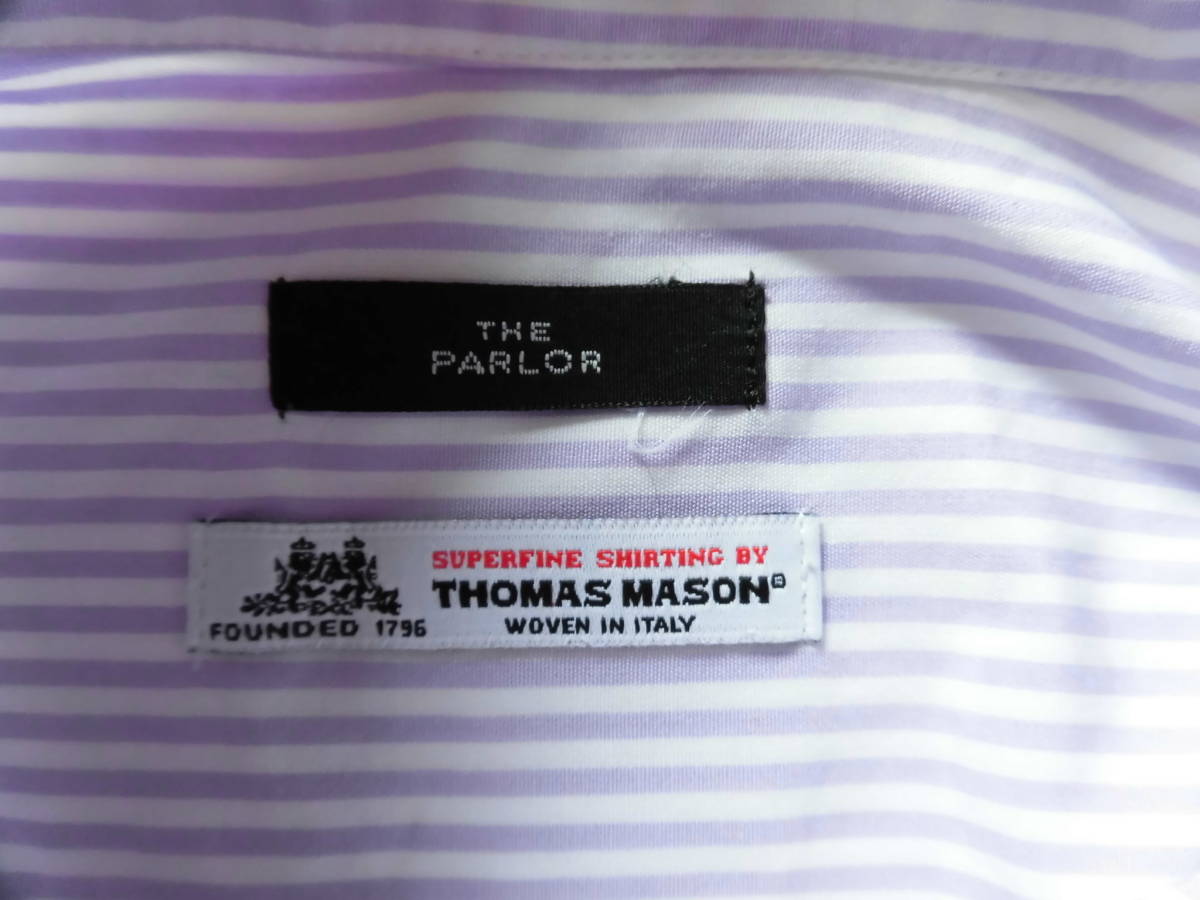 THE
PARLOR
SUPERFINE SHIRTING BY
THOMAS MASON®
WOVEN IN ITALY
FOUNDED 1796